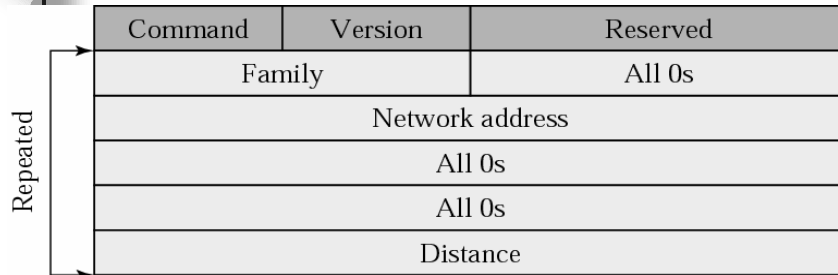 Command Version Reserved
Family All 0s
Network address
All 0s
All 0s
Distance
Repeated